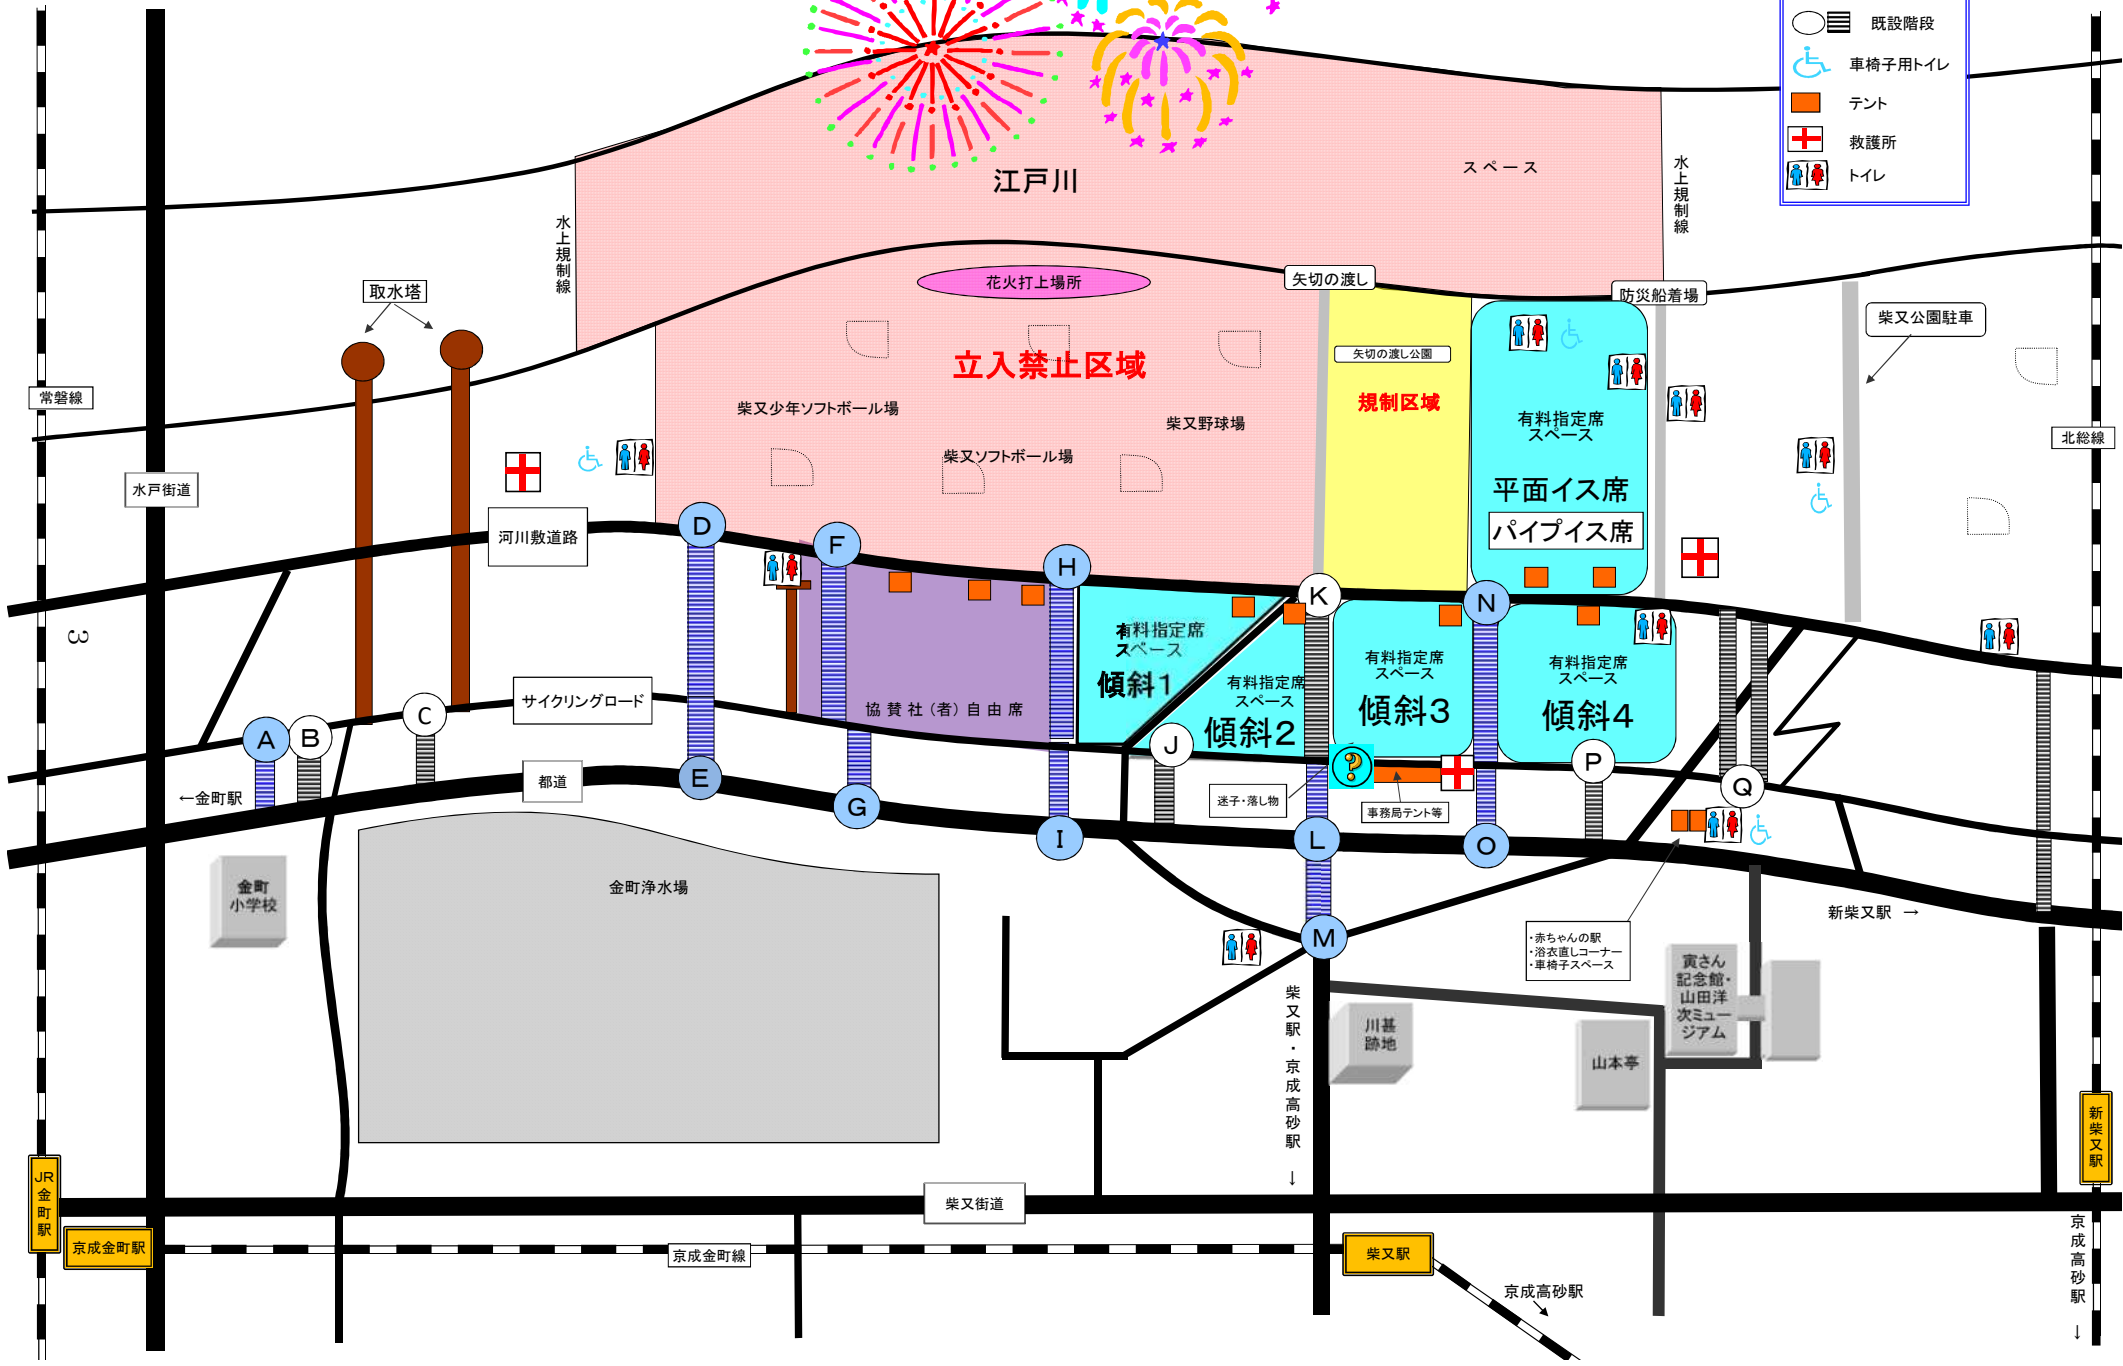 既設階段
車椅子用トイレ
テント
救護所
トイレ
江戸川
スペース
水上規制線
水上規制線
花火打上場所
矢切の渡し
防災船着場
取水塔
柴又公園駐車
矢切の渡し公園
立入禁止区域
規制区域
常磐線
柴又少年ソフトボール場
柴又野球場
柴又ソフトボール場
有料指定席
スペース
平面イス席
パイプイス席
北総線
水戸街道
河川敷道路
D
F
H
K
N
3
有料指定席
スペース
傾斜1
有料指定席
スペース
傾斜2
有料指定席
スペース
傾斜3
有料指定席
スペース
傾斜4
サイクリングロード
協賛社(者)自由席
A
B
C
J
P
Q
?
←金町駅
都道
E
G
I
L
O
迷子・落し物
事務局テント等
金町
小学校
金町浄水場
M
・赤ちゃんの駅
・浴衣直しコーナー
・車椅子スペース
新柴又駅 →
寅さん
記念館・
山田洋
次ミュー
ジアム
柴又駅・京成高砂駅 ↓
川甚
跡地
山本亭
新柴又駅
JR金町駅
柴又街道
京成金町駅
京成金町線
柴又駅
京成高砂駅
京成高砂駅 ↓